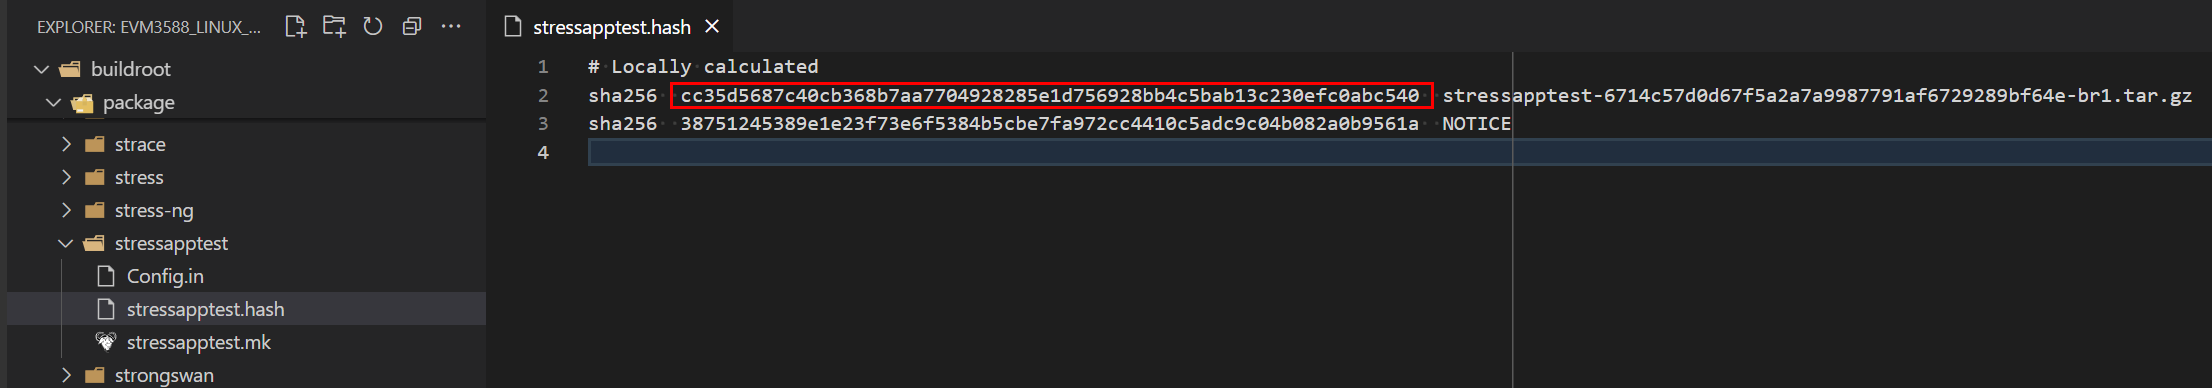 EXPLORER: EVM3588_LINUX_...
buildroot
package
strace
stress
stress-ng
stressapptest
Config.in
stressapptest.hash
stressapptest.mk
strongswan
stressapptest.hash
1 # Locally calculated
2 sha256 cc35d5687c40cb368b7aa7704928285e1d756928bb4c5bab13c230efc0abc540 stressapptest-6714c57d0d67f5a2a7a9987791af6729289bf64e-br1.tar.gz
3 sha256 38751245389e1e23f73e6f5384b5cbe7fa972cc4410c5adc9c04b082a0b9561a NOTICE
4